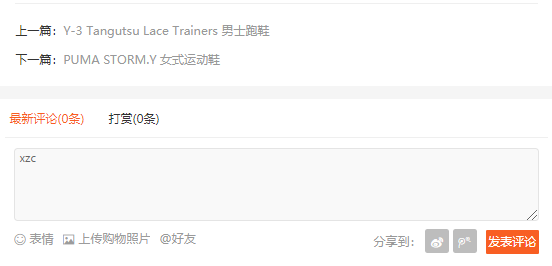 上一篇：Y-3 Tangutsu Lace Trainers 男士跑鞋
下一篇：PUMA STORM.Y 女式运动鞋
最新评论(0条) 打赏(0条)
xzc
表情 上传购物照片 @好友 分享到： 发表评论